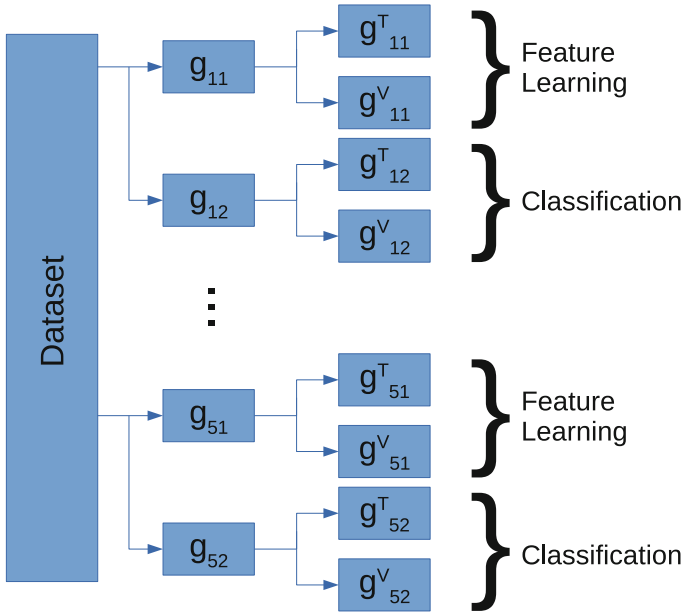 Dataset
g11
gT11
gV11
Feature
Learning
g12
gT12
gV12
Classification
...
g51
gT51
gV51
Feature
Learning
g52
gT52
gV52
Classification